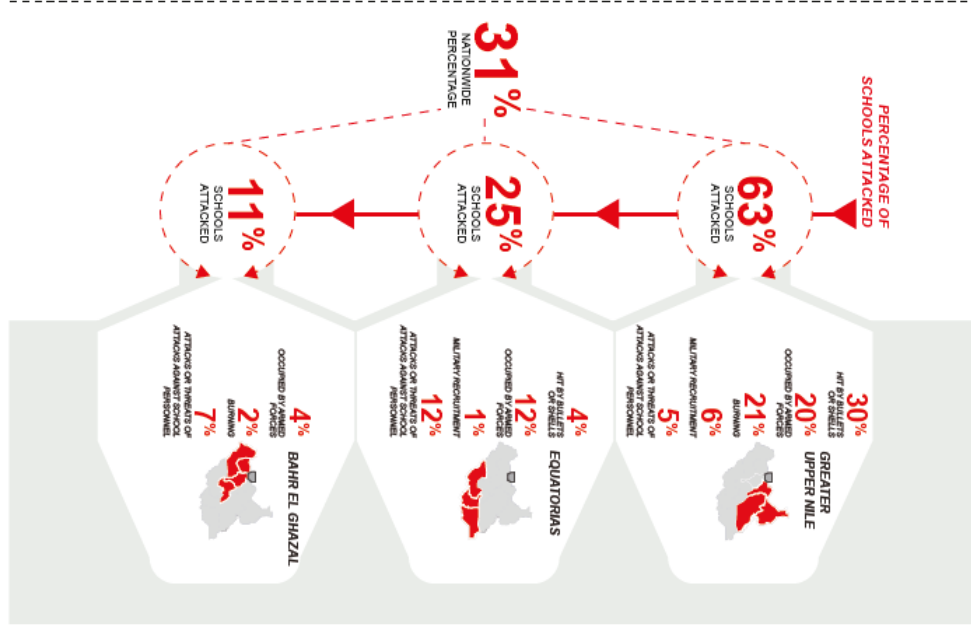 PERCENTAGE OF
SCHOOLS ATTACKED
31%
NATIONWIDE
PERCENTAGE
63%
SCHOOLS
ATTACKED
30%
HIT BY BULLETS
OR SHELLS
20%
OCCUPIED BY ARMED
FORCES
21%
BURNING
6%
MILITARY RECRUITMENT
5%
ATTACKS OR THREATS OF
ATTACKS AGAINST SCHOOL
PERSONNEL
GREATER
UPPER NILE
25%
SCHOOLS
ATTACKED
4%
HIT BY BULLETS
OR SHELLS
12%
OCCUPIED BY ARMED
FORCES
1%
MILITARY RECRUITMENT
12%
ATTACKS OR THREATS OF
ATTACKS AGAINST SCHOOL
PERSONNEL
EQUATORIAS
11%
SCHOOLS
ATTACKED
4%
OCCUPIED BY ARMED
FORCES
2%
BURNING
7%
ATTACKS OR THREATS OF
ATTACKS AGAINST SCHOOL
PERSONNEL
BAHR EL GHAZAL